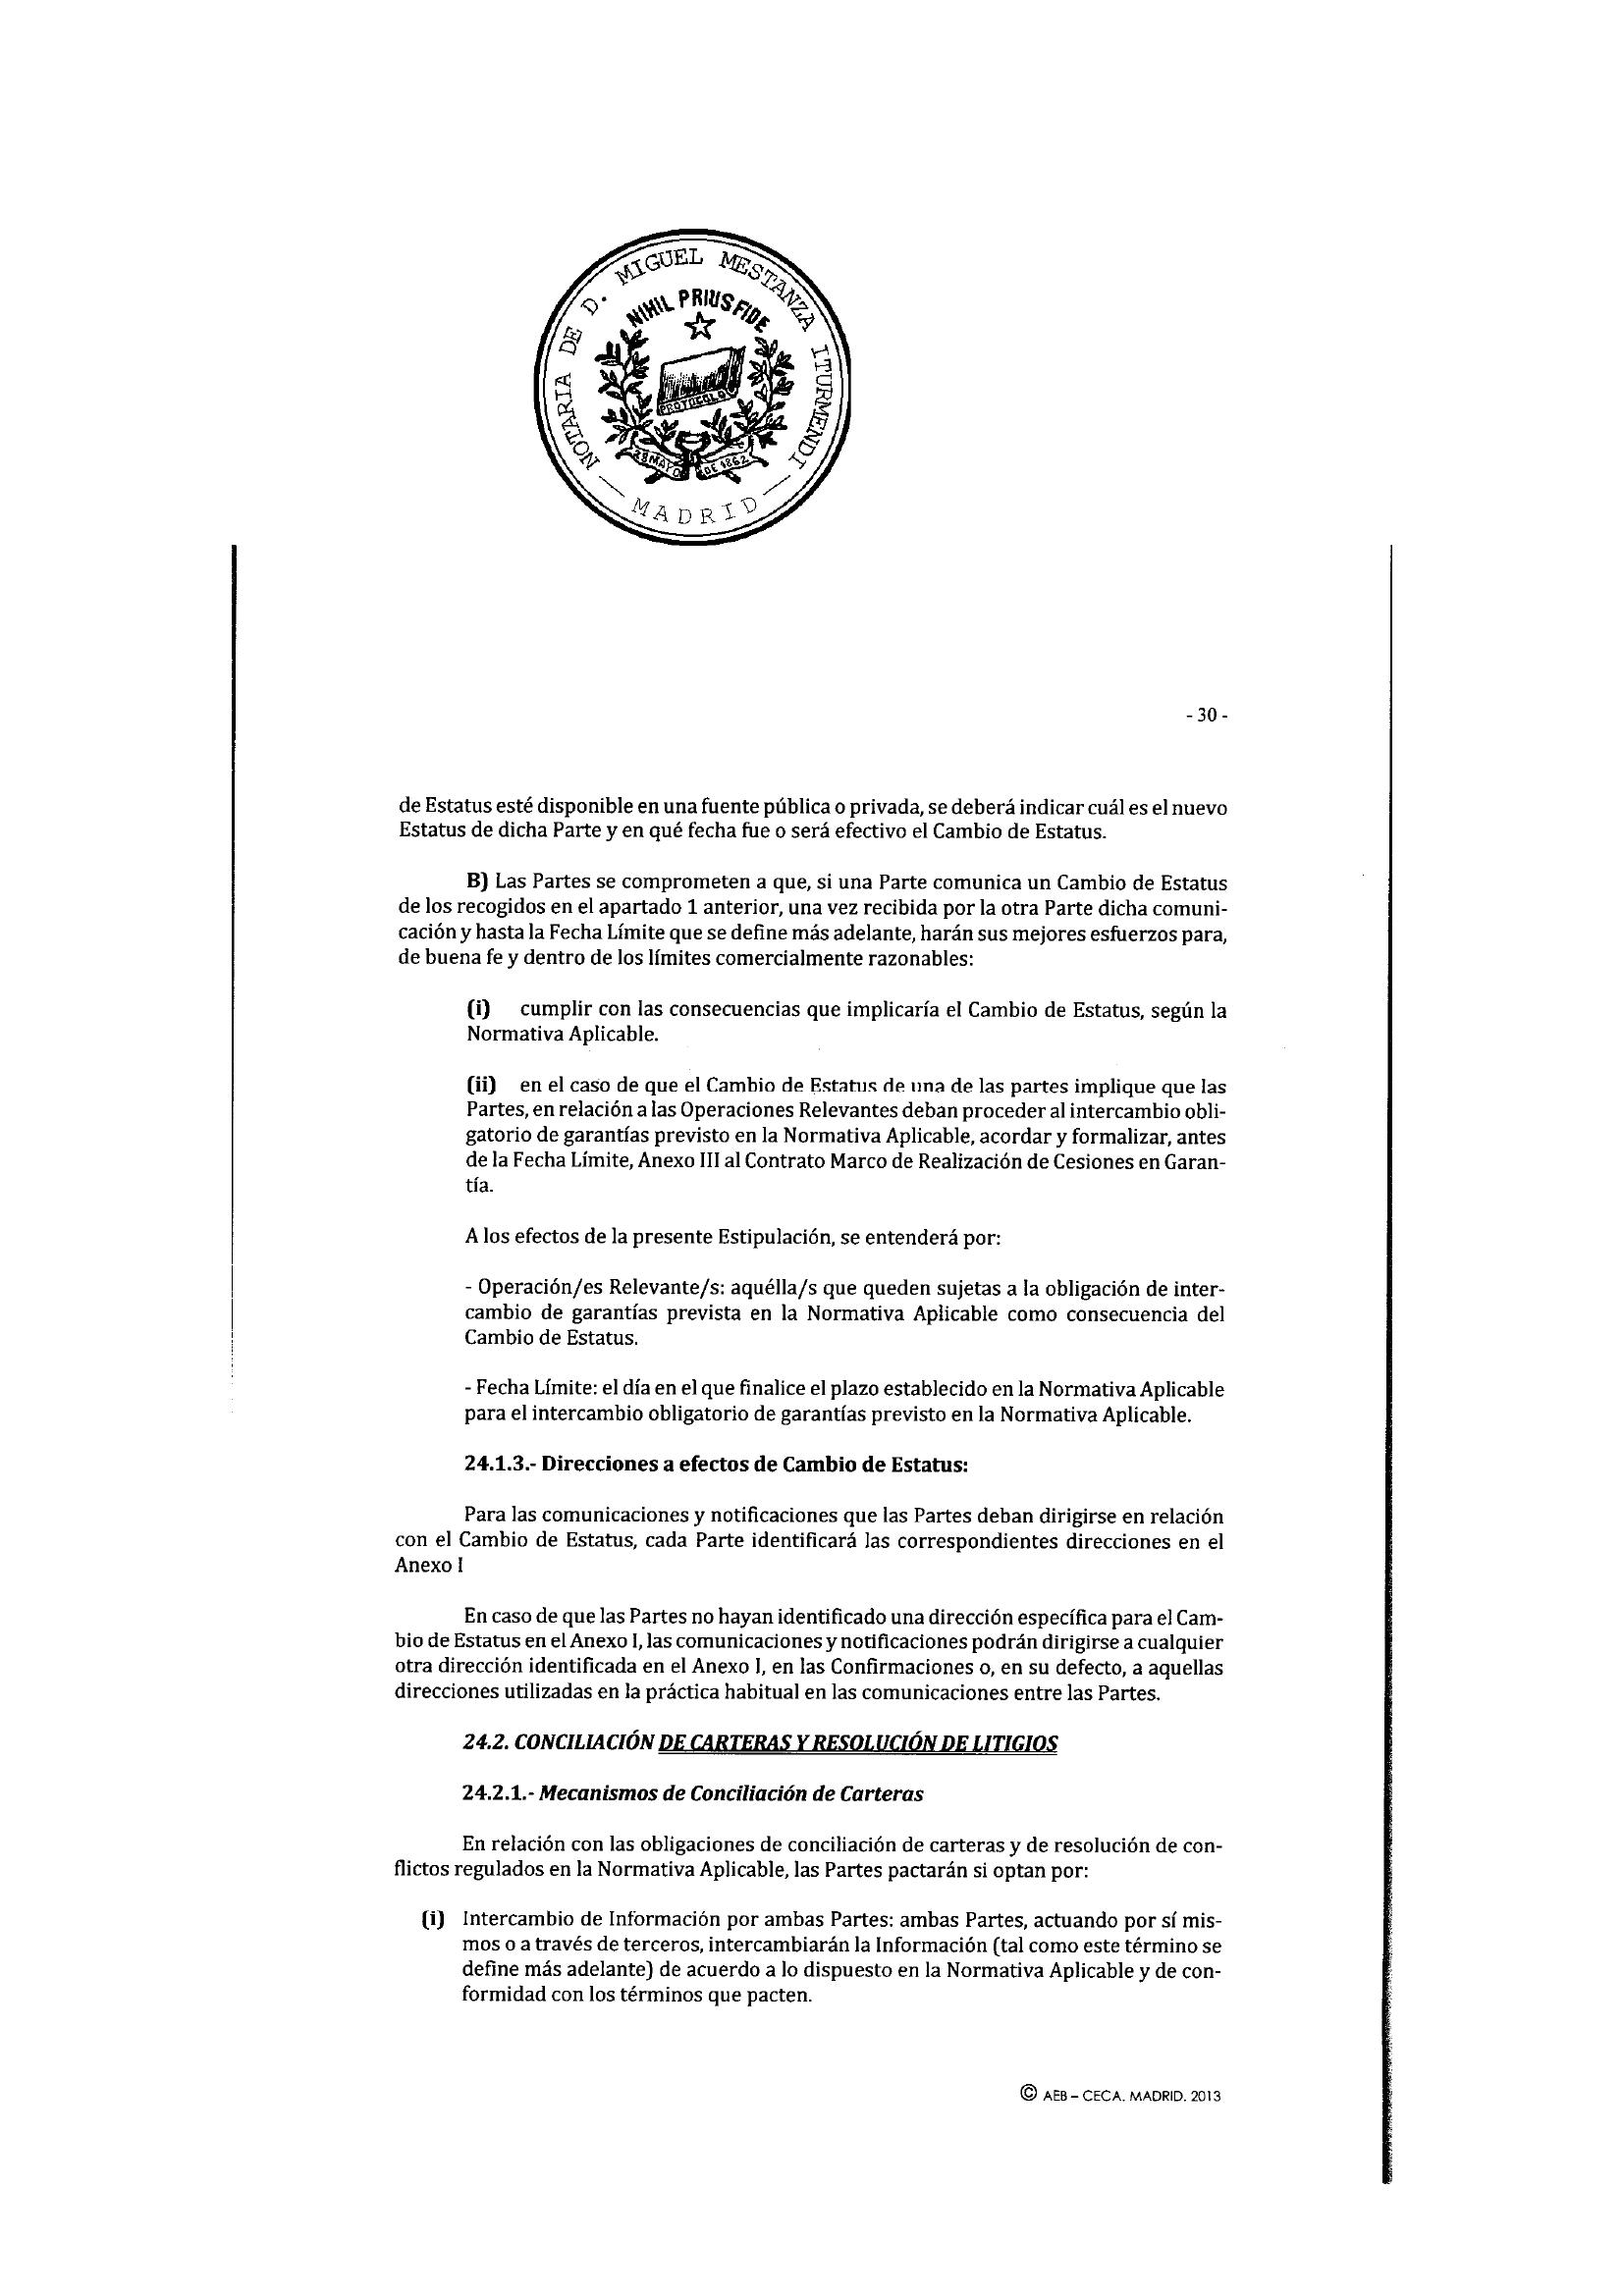 NOTARIA DE D. MIGUEL MESTANZA ITURMENDI
NIHIL PRIUS FIDE
PROTOCOLO
28 MAYO DE 1862
MADRID
- 30 -
de Estatus esté disponible en una fuente pública o privada, se deberá indicar cuál es el nuevo
Estatus de dicha Parte y en qué fecha fue o será efectivo el Cambio de Estatus.
B) Las Partes se comprometen a que, si una Parte comunica un Cambio de Estatus
de los recogidos en el apartado 1 anterior, una vez recibida por la otra Parte dicha comuni-
cación y hasta la Fecha Límite que se define más adelante, harán sus mejores esfuerzos para,
de buena fe y dentro de los límites comercialmente razonables:
(i) cumplir con las consecuencias que implicaría el Cambio de Estatus, según la
Normativa Aplicable.
(ii) en el caso de que el Cambio de Estatus de una de las partes implique que las
Partes, en relación a las Operaciones Relevantes deban proceder al intercambio obli-
gatorio de garantías previsto en la Normativa Aplicable, acordar y formalizar, antes
de la Fecha Límite, Anexo III al Contrato Marco de Realización de Cesiones en Garan-
tía.
A los efectos de la presente Estipulación, se entenderá por:
- Operación/es Relevante/s: aquélla/s que queden sujetas a la obligación de inter-
cambio de garantías prevista en la Normativa Aplicable como consecuencia del
Cambio de Estatus.
- Fecha Límite: el día en el que finalice el plazo establecido en la Normativa Aplicable
para el intercambio obligatorio de garantías previsto en la Normativa Aplicable.
24.1.3.- Direcciones a efectos de Cambio de Estatus:
Para las comunicaciones y notificaciones que las Partes deban dirigirse en relación
con el Cambio de Estatus, cada Parte identificará las correspondientes direcciones en el
Anexo I
En caso de que las Partes no hayan identificado una dirección específica para el Cam-
bio de Estatus en el Anexo I, las comunicaciones y notificaciones podrán dirigirse a cualquier
otra dirección identificada en el Anexo I, en las Confirmaciones o, en su defecto, a aquellas
direcciones utilizadas en la práctica habitual en las comunicaciones entre las Partes.
24.2. CONCILIACIÓN DE CARTERAS Y RESOLUCIÓN DE LITIGIOS
24.2.1.- Mecanismos de Conciliación de Carteras
En relación con las obligaciones de conciliación de carteras y de resolución de con-
flictos regulados en la Normativa Aplicable, las Partes pactarán si optan por:
(i) Intercambio de Información por ambas Partes: ambas Partes, actuando por sí mis-
mos o a través de terceros, intercambiarán la Información (tal como este término se
define más adelante) de acuerdo a lo dispuesto en la Normativa Aplicable y de con-
formidad con los términos que pacten.
© AEB – CECA. MADRID. 2013